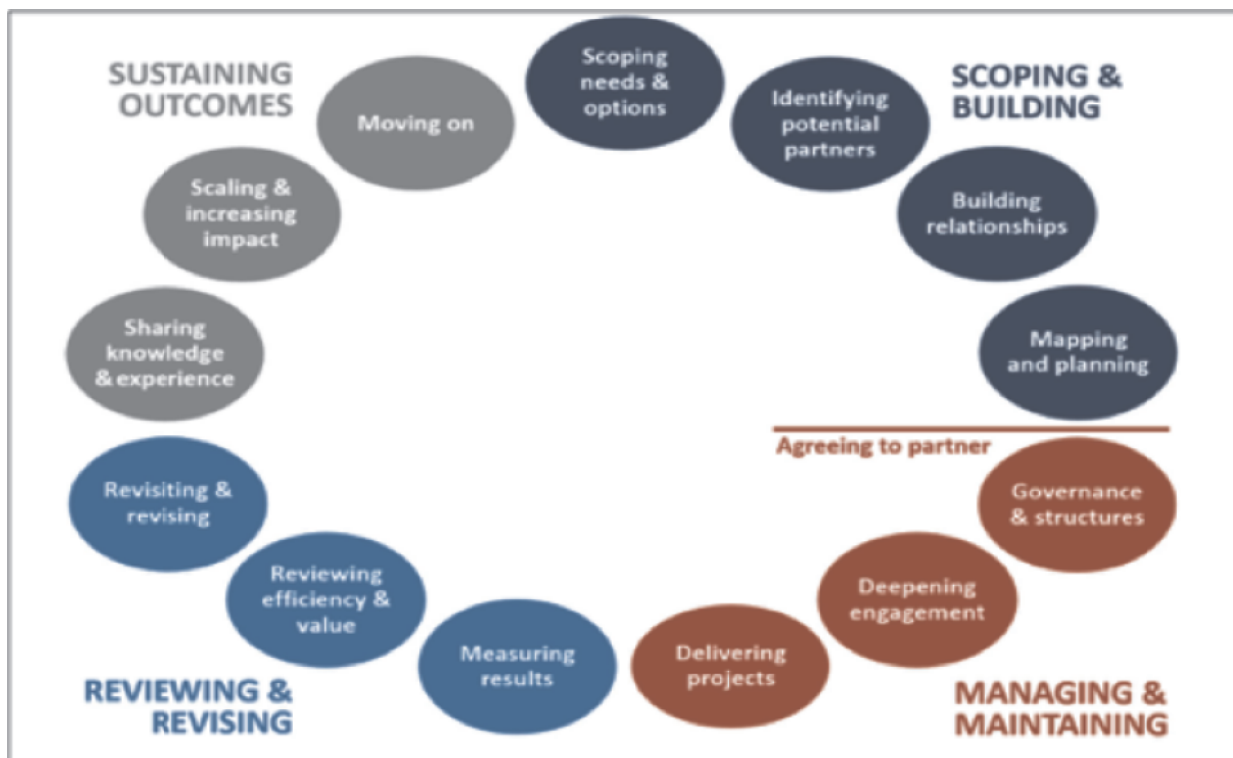 SUSTAINING
OUTCOMES
Moving on
Scoping
needs &
options
Identifying
potential
partners
SCOPING &
BUILDING
Scaling &
increasing
impact
Building
relationships
Sharing
knowledge
& experience
Mapping
and planning
Agreeing to partner
Revisiting &
revising
Governance
& structures
Reviewing
efficiency &
value
Deepening
engagement
Measuring
results
Delivering
projects
REVIEWING &
REVISING
MANAGING &
MAINTAINING